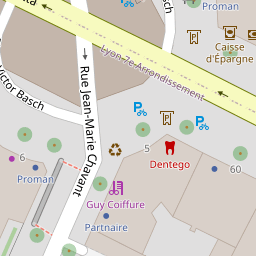 Proman
Caisse
d'Épargne
Lyon 7e Arrondissement
Victor Basch
Rue Jean-Marie Chavant
6
Proman
5
Dentego
60
Guy Coiffure
Partnaire